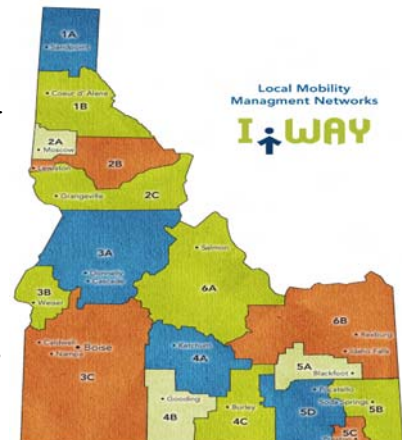 1A
Sandpoint
Local Mobility
Managment Networks
I WAY
Coeur d' Alene
1B
2A
Moscow
2B
Lewiston
2C
Grangeville
3A
Donnelly
Cascade
Salmon
6A
3B
Weiser
6B
Rexburg
Idaho Falls
Caldwell
Boise
Nampa
3C
Ketchum
4A
5A
Blackfoot
Pocatello
Soda Springs
5B
5D
Gooding
4B
Burley
4C
5C